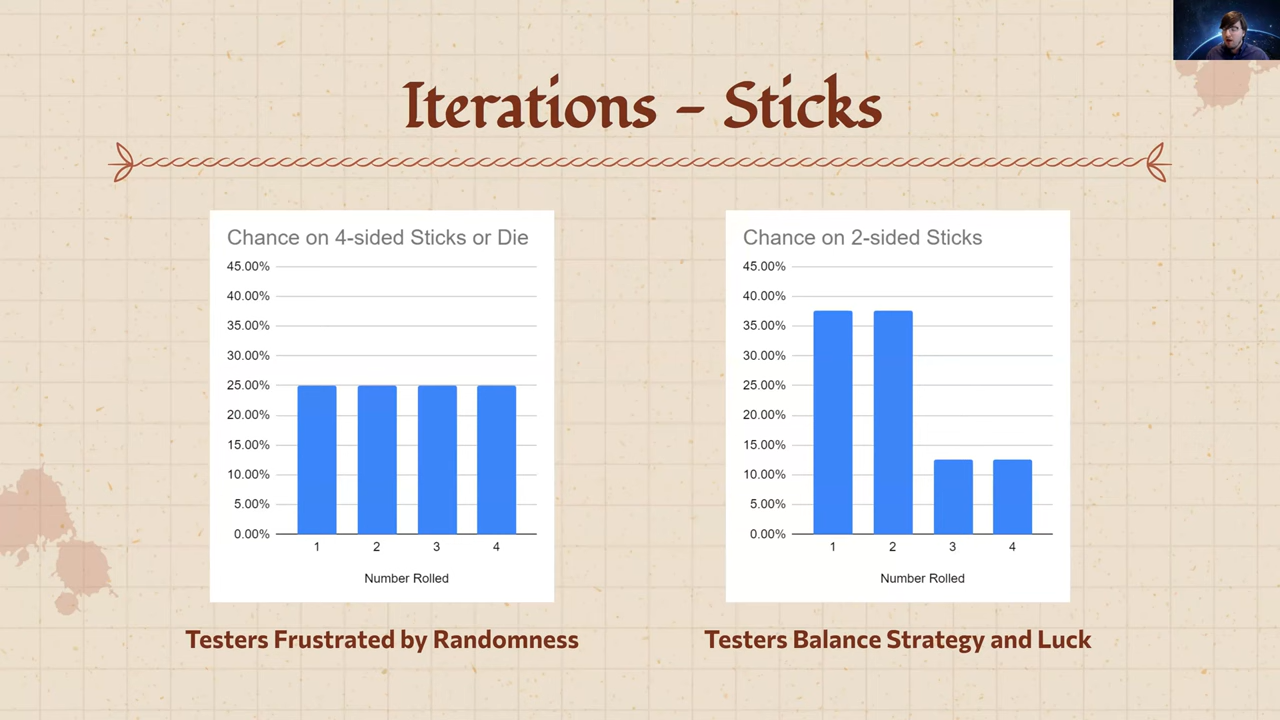 Iterations - Sticks
Chance on 4-sided Sticks or Die
45.00%
40.00%
35.00%
30.00%
25.00%
20.00%
15.00%
10.00%
5.00%
0.00%
1 2 3 4
Number Rolled
Testers Frustrated by Randomness
Chance on 2-sided Sticks
45.00%
40.00%
35.00%
30.00%
25.00%
20.00%
15.00%
10.00%
5.00%
0.00%
1 2 3 4
Number Rolled
Testers Balance Strategy and Luck